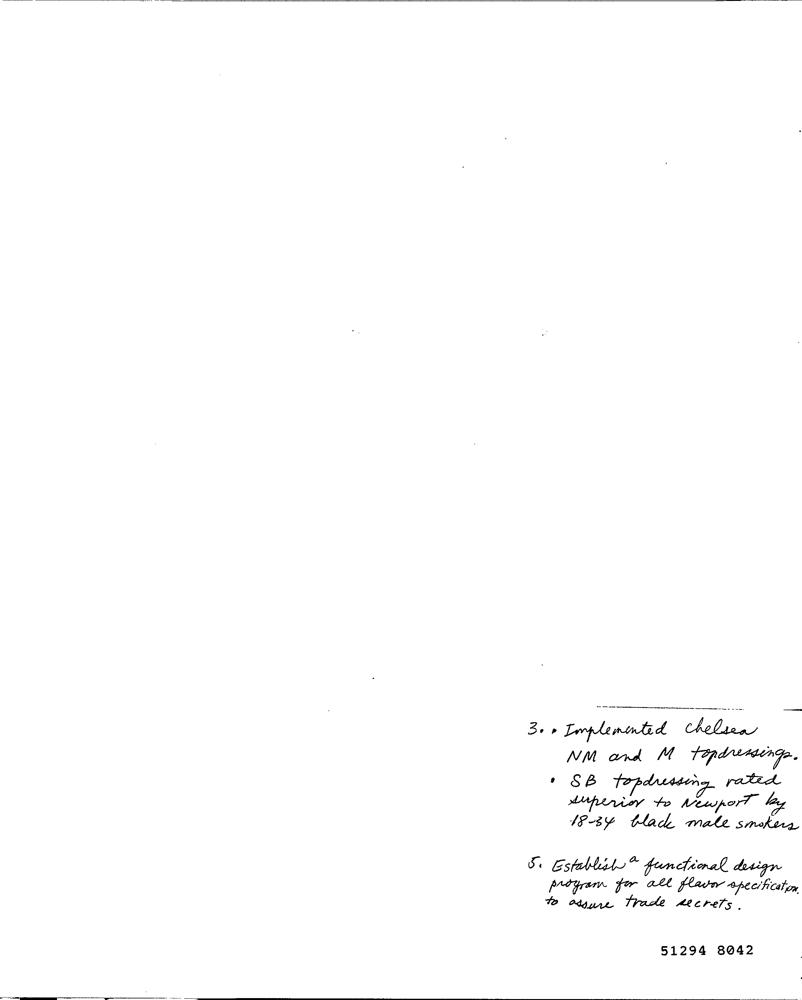 3. • Implemented Chelsea
NM and M topdressings.
• SB topdressing rated
superior to Newport by
18-34 black male smokers
5. Establish a functional design
program for all flavor specification
to assure trade secrets.
51294 8042